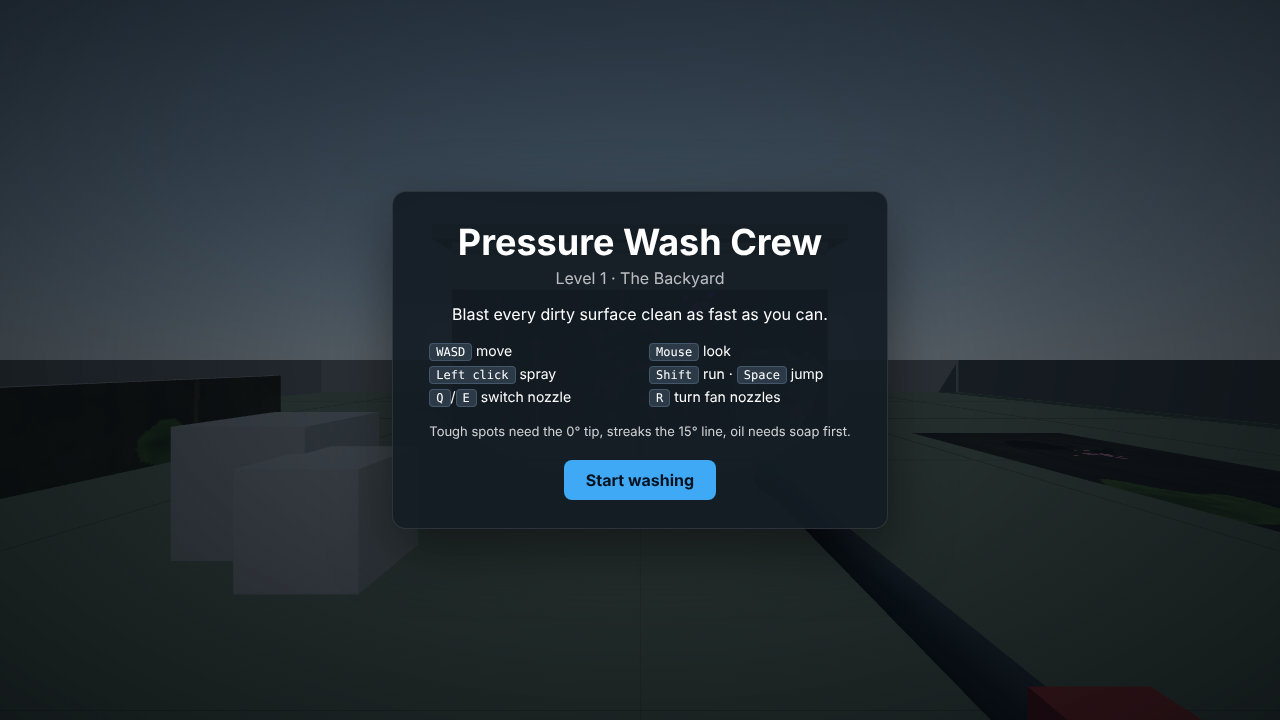 Pressure Wash Crew
Level 1 · The Backyard
Blast every dirty surface clean as fast as you can.
WASD move
Mouse look
Left click spray
Shift run · Space jump
Q/E switch nozzle
R turn fan nozzles
Tough spots need the 0° tip, streaks the 15° line, oil needs soap first.
Start washing